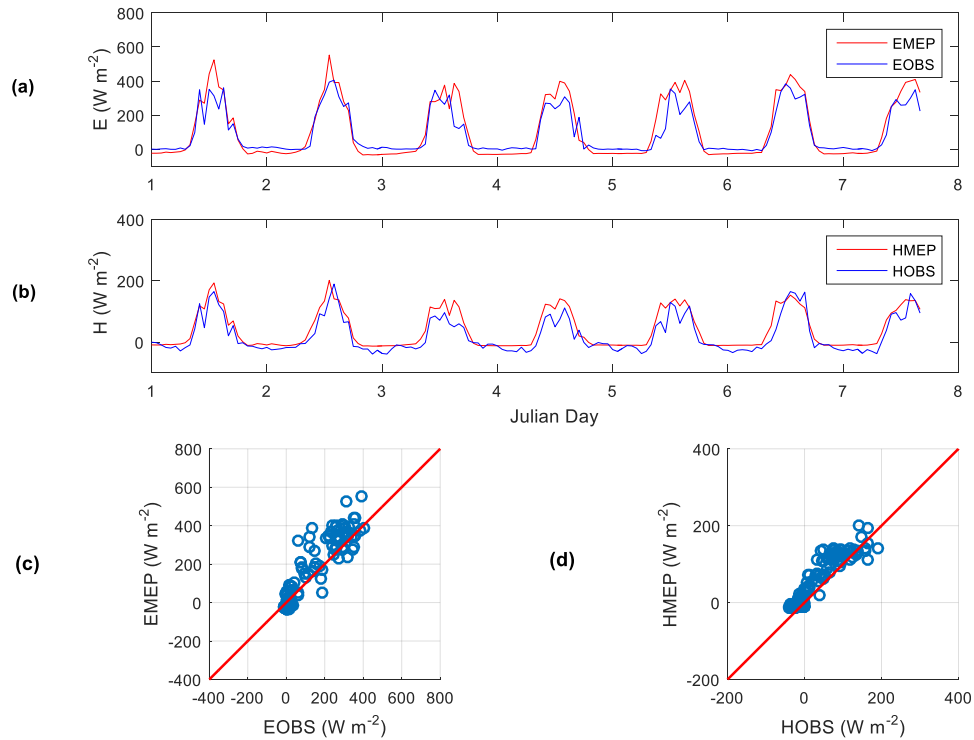 (a)
E (W m-2)
800
600
400
200
0
EMEP
EOBS
1 2 3 4 5 6 7 8
(b)
H (W m-2)
400
200
0
HMEP
HOBS
1 2 3 4 5 6 7 8
Julian Day
(c)
EMEP (W m-2)
800
600
400
200
0
-200
-400
-400 -200 0 200 400 600 800
EOBS (W m-2)
(d)
HMEP (W m-2)
400
200
0
-200
-200 0 200 400
HOBS (W m-2)